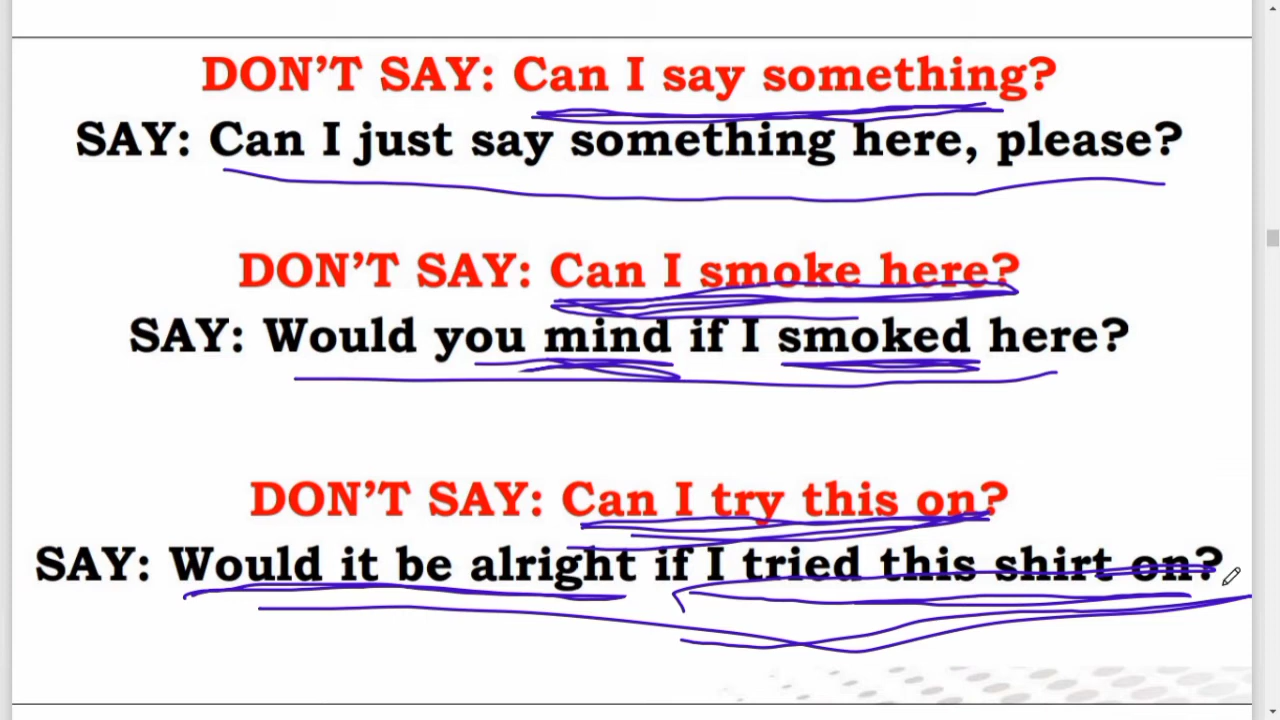 DON’T SAY: Can I say something?
SAY: Can I just say something here, please?
DON’T SAY: Can I smoke here?
SAY: Would you mind if I smoked here?
DON’T SAY: Can I try this on?
SAY: Would it be alright if I tried this shirt on?